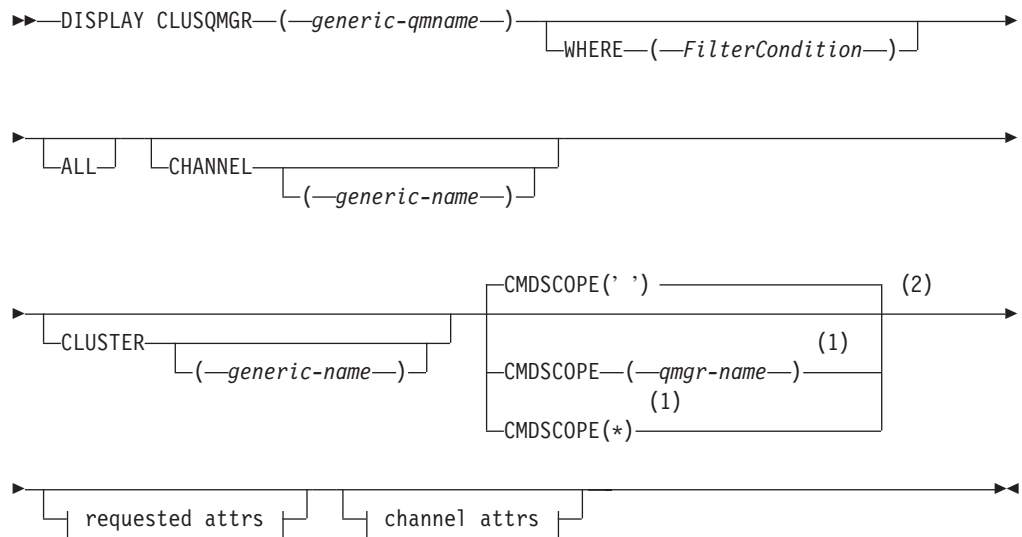 DISPLAY CLUSQMGR ( generic-qmname )
WHERE ( FilterCondition )
ALL CHANNEL
( generic-name )
CMDSCOPE(' ') (2)
CLUSTER
( generic-name ) (1)
CMDSCOPE ( qmgr-name )
(1)
CMDSCOPE(*)
requested attrs channel attrs